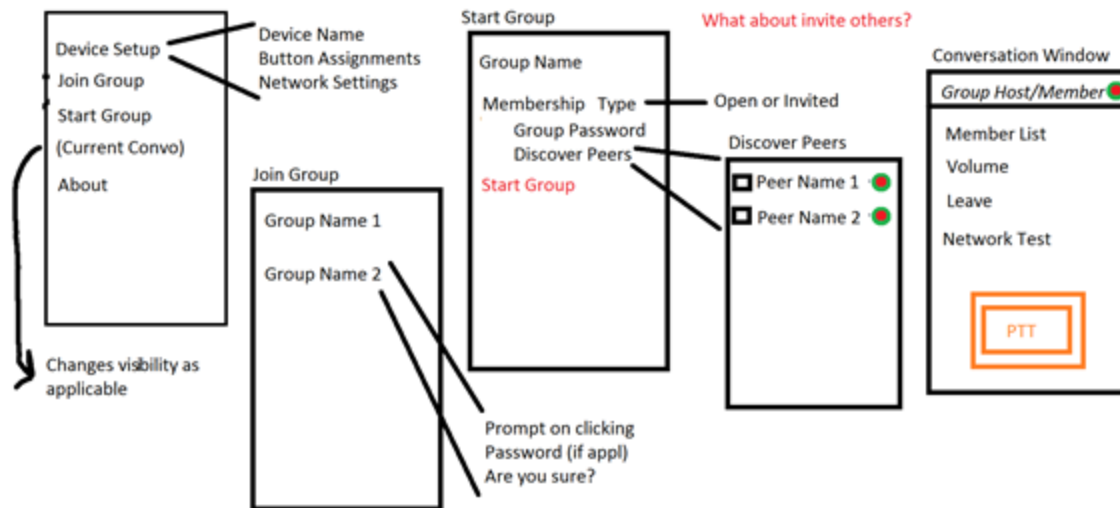 Device Setup
Join Group
Start Group
(Current Convo)
About
Device Name
Button Assignments
Network Settings
Changes visibility as
applicable
Join Group
Group Name 1
Group Name 2
Prompt on clicking
Password (if appl)
Are you sure?
Start Group
Group Name
Membership Type
Group Password
Discover Peers
Start Group
Open or Invited
What about invite others?
Discover Peers
Peer Name 1
Peer Name 2
Conversation Window
Group Host/Member
Member List
Volume
Leave
Network Test
PTT